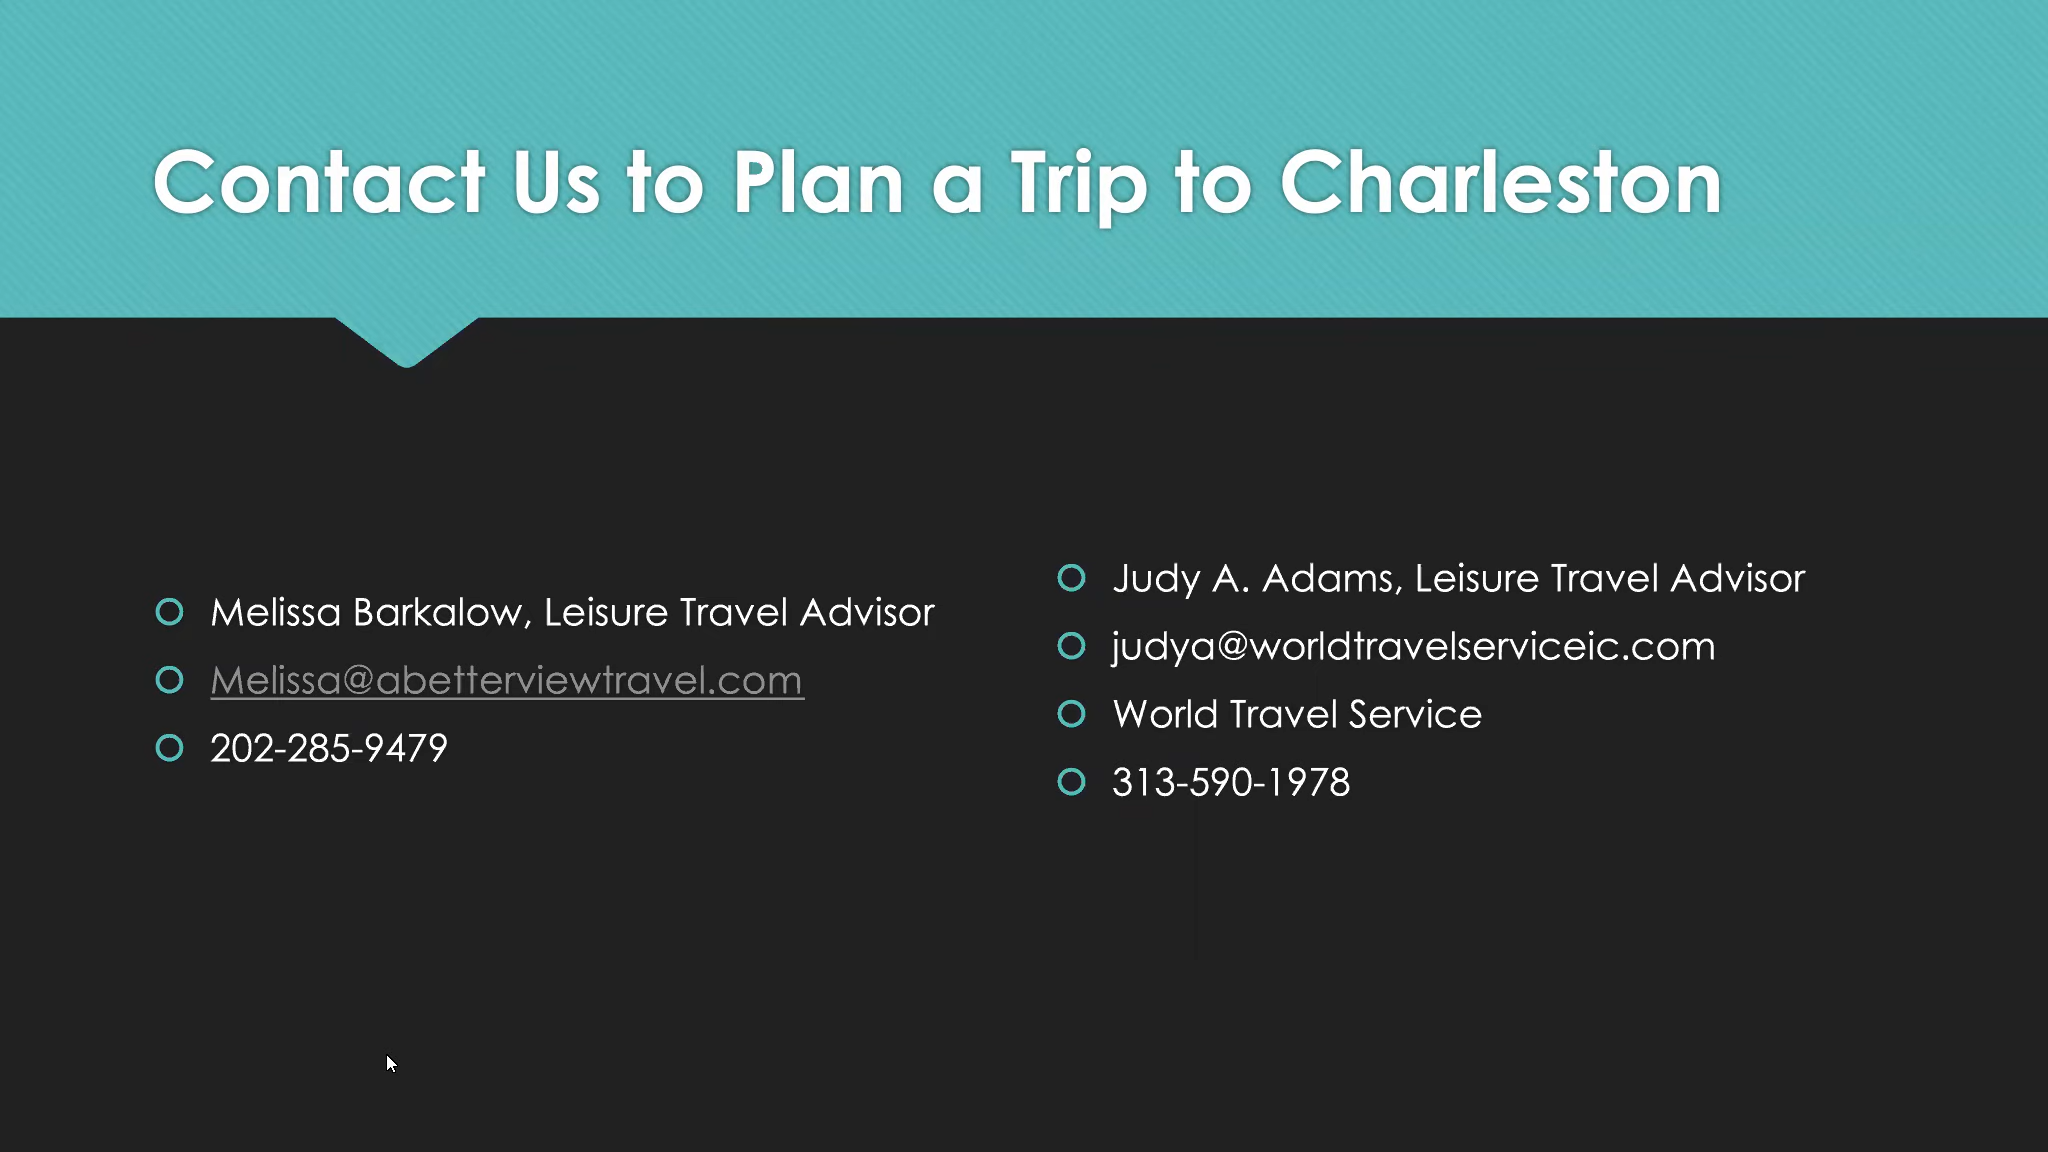 Contact Us to Plan a Trip to Charleston
Melissa Barkalow, Leisure Travel Advisor
Melissa@abetterviewtravel.com
202-285-9479
Judy A. Adams, Leisure Travel Advisor
judya@worldtravelserviceic.com
World Travel Service
313-590-1978